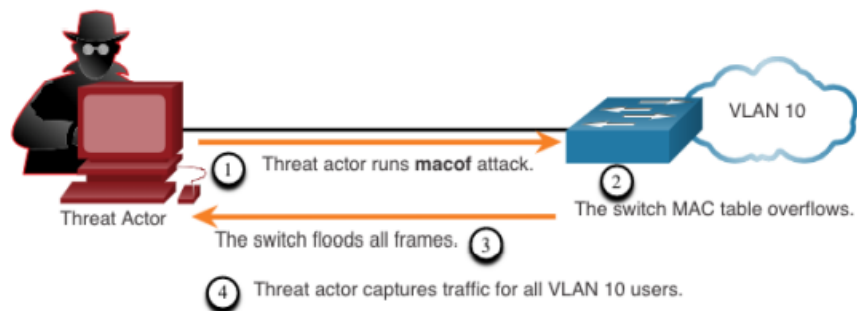 VLAN 10
1 Threat actor runs macof attack.
2
Threat Actor
The switch MAC table overflows.
The switch floods all frames. 3
4 Threat actor captures traffic for all VLAN 10 users.